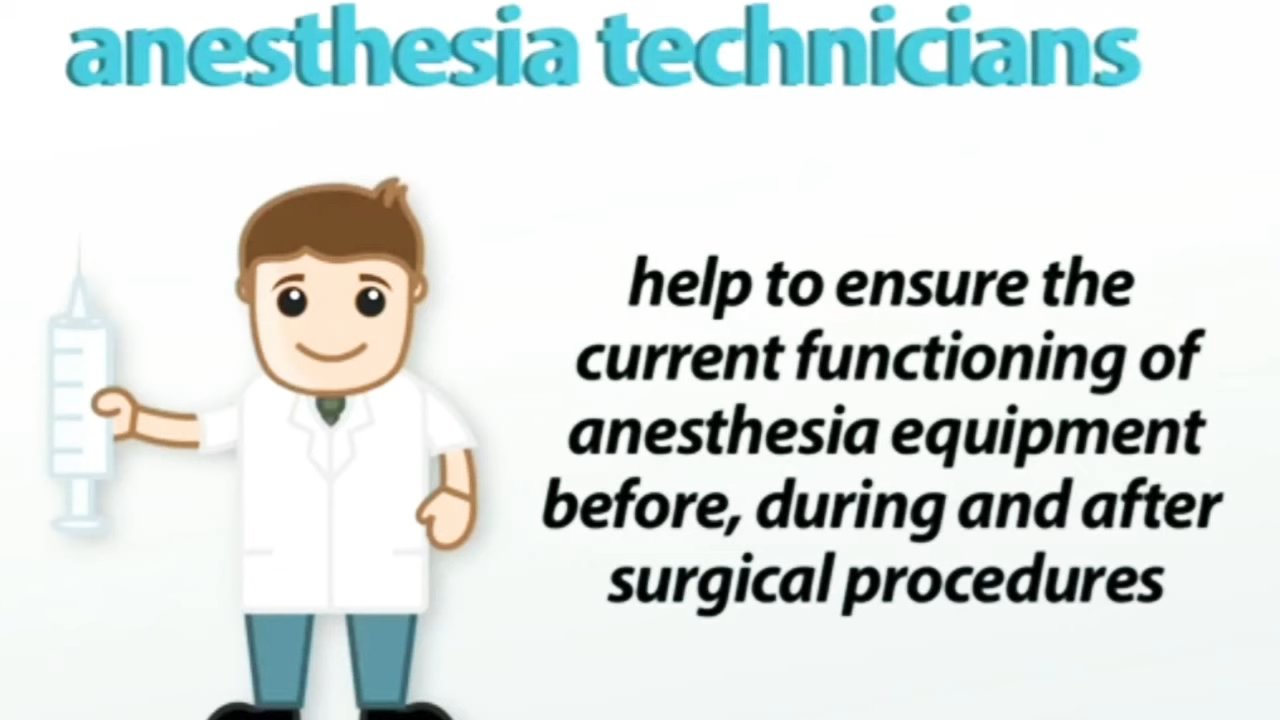 anesthesia technicians
help to ensure the
current functioning of
anesthesia equipment
before, during and after
surgical procedures